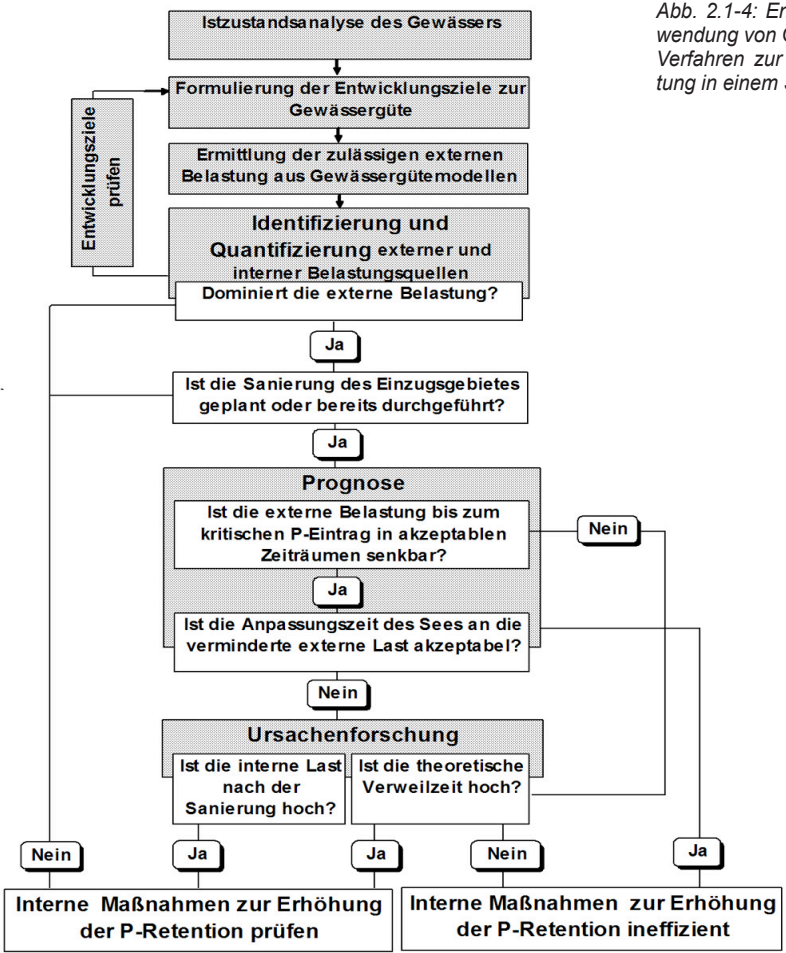 Abb. 2.1-4:
wendung von
Verfahren zur
tung in einem
Istzustandsanalyse des Gewässers
Formulierung der Entwicklungsziele zur
Gewässergüte
Ermittlung der zulässigen externen
Belastung aus Gewässergütemodellen
Entwicklungsziele
prüfen
Identifizierung und
Quantifizierung externer und
interner Belastungsquellen
Dominiert die externe Belastung?
Ja
Ist die Sanierung des Einzugsgebietes
geplant oder bereits durchgeführt?
Ja
Prognose
Ist die externe Belastung bis zum
kritischen P-Eintrag in akzeptablen
Zeiträumen senkbar?
Nein
Ja
Ist die Anpassungszeit des Sees an die
verminderte externe Last akzeptabel?
Nein
Ursachenforschung
Ist die interne Last
nach der
Sanierung hoch?
Ist die theoretische
Verweilzeit hoch?
Nein
Ja
Ja
Nein
Ja
Interne Maßnahmen zur Erhöhung
der P-Retention prüfen
Interne Maßnahmen zur Erhöhung
der P-Retention ineffizient